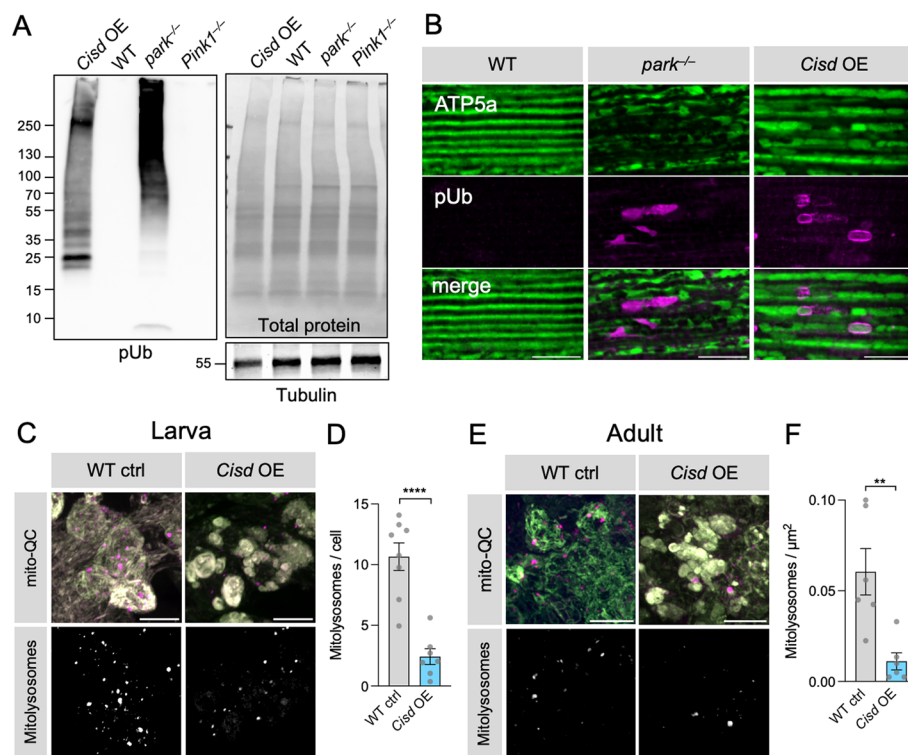 A
Cisd OE
WT
park⁻/⁻
Pink1⁻/⁻
Cisd OE
WT
park⁻/⁻
Pink1⁻/⁻
250
130
100
70
55
35
25
15
10
pUb
Total protein
55
Tubulin
B
WT
park⁻/⁻
Cisd OE
ATP5a
pUb
merge
C
Larva
WT ctrl
Cisd OE
mito-QC
Mitolysosomes
D
Mitolysosomes / cell
15
10
5
0
****
WT ctrl
Cisd OE
E
Adult
WT ctrl
Cisd OE
mito-QC
Mitolysosomes
F
Mitolysosomes / µm²
0.10
0.05
0.00
**
WT ctrl
Cisd OE